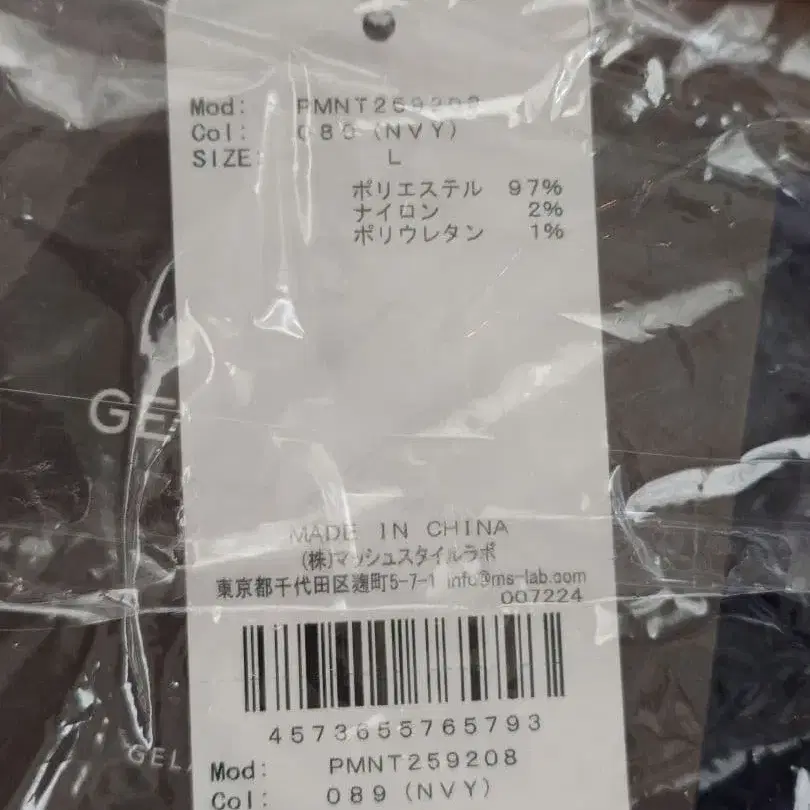 Mod: PMNT259208
Col: 089 (NVY)
SIZE: L
ポリエステル 97%
ナイロン 2%
ポリウレタン 1%
GE
MADE IN CHINA
(株)マッシュスタイルラボ
東京都千代田区麹町5-7-1 info@ms-lab.com
007224
4573655765793
GEL
Mod: PMNT259208
Col: 089 (NVY)